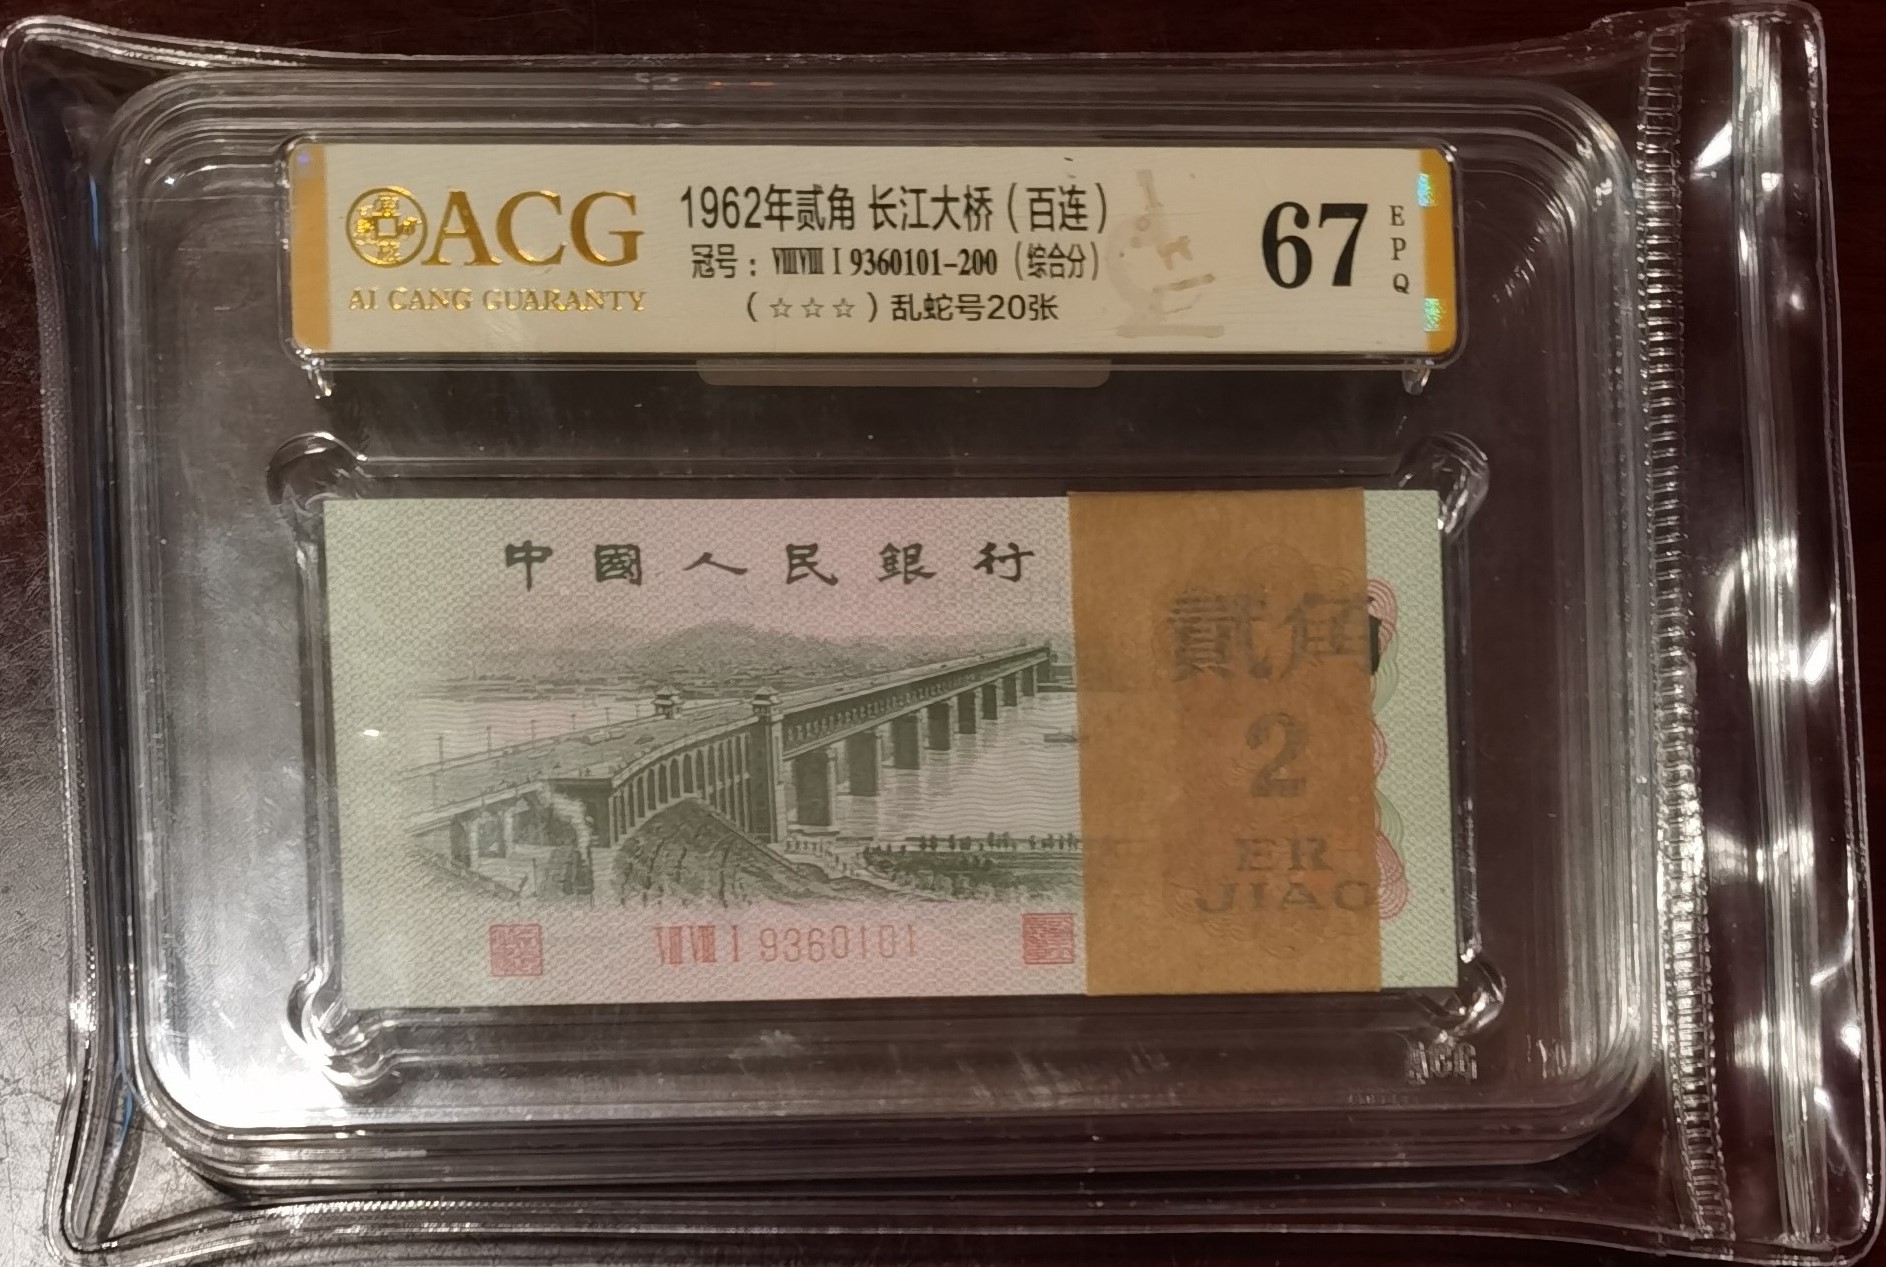 ACG
AI CANG GUARANTY
1962年贰角 长江大桥（百连）
冠号：ⅧⅧⅠ9360101-200（综合分）
（☆☆☆）乱蛇号20张
67
EPQ
中國人民銀行
貳角
2
ER
JIAO
ⅧⅧⅠ9360101
ACG